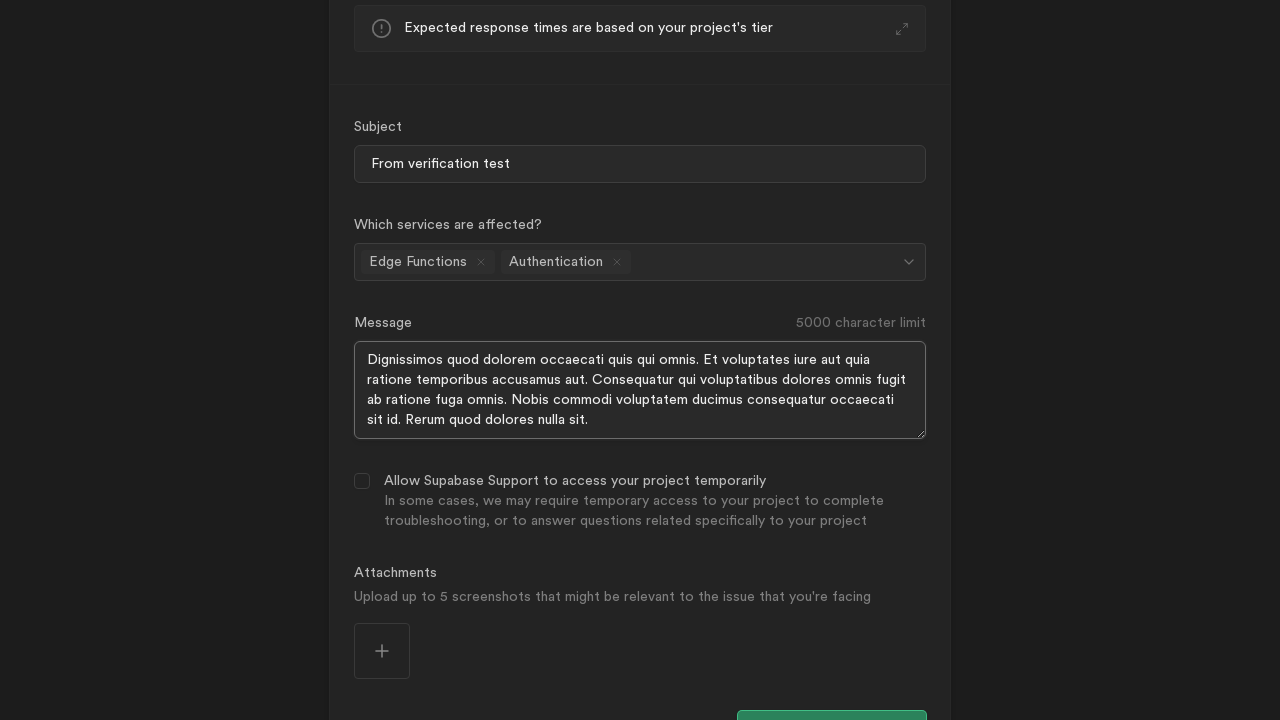 Expected response times are based on your project's tier
Subject
From verification test
Which services are affected?
Edge Functions Authentication
Message 5000 character limit
Dignissimos quod dolorem occaecati quis qui omnis. Et voluptates iure aut quia
ratione temporibus accusamus aut. Consequatur qui voluptatibus dolores omnis fugit
ab ratione fuga omnis. Nobis commodi voluptatem ducimus consequatur occaecati
sit id. Rerum quod dolores nulla sit.
Allow Supabase Support to access your project temporarily
In some cases, we may require temporary access to your project to complete
troubleshooting, or to answer questions related specifically to your project
Attachments
Upload up to 5 screenshots that might be relevant to the issue that you're facing